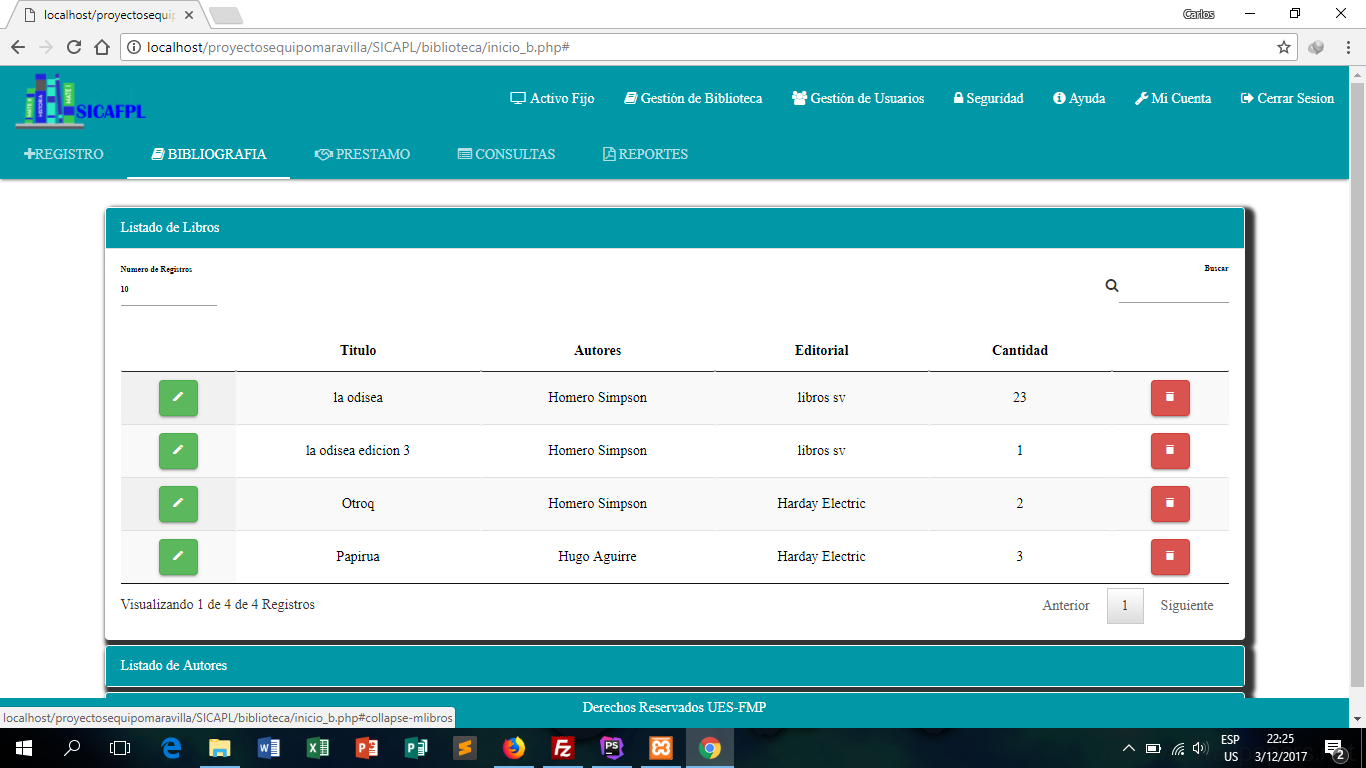 localhost/proyectosequip
Carlos
localhost/proyectosequipomaravilla/SICAPL/biblioteca/inicio_b.php#
SICAFPL
Activo Fijo Gestión de Biblioteca Gestión de Usuarios Seguridad Ayuda Mi Cuenta Cerrar Sesion
REGISTRO BIBLIOGRAFIA PRESTAMO CONSULTAS REPORTES
Listado de Libros
Numero de Registros Buscar
10
Titulo Autores Editorial Cantidad
la odisea Homero Simpson libros sv 23
la odisea edicion 3 Homero Simpson libros sv 1
Otroq Homero Simpson Harday Electric 2
Papirua Hugo Aguirre Harday Electric 3
Visualizando 1 de 4 de 4 Registros Anterior 1 Siguiente
Listado de Autores
Derechos Reservados UES-FMP
localhost/proyectosequipomaravilla/SICAPL/biblioteca/inicio_b.php#collapse-mlibros
ESP 22:25
US 3/12/2017 2